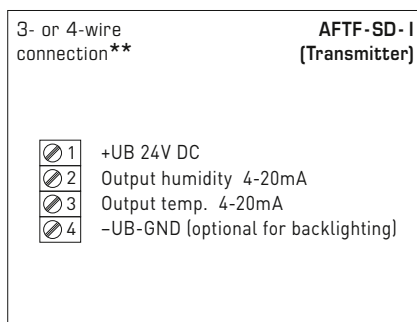 3- or 4-wire
connection**
AFTF-SD-I
(Transmitter)
1 +UB 24V DC
2 Output humidity 4-20mA
3 Output temp. 4-20mA
4 –UB-GND (optional for backlighting)